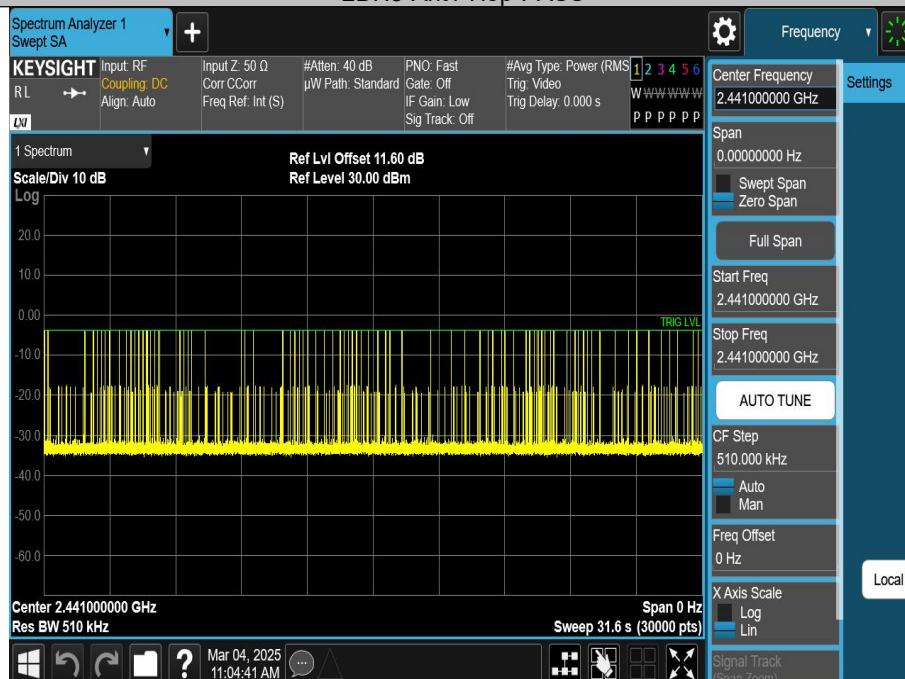 Spectrum Analyzer 1
Swept SA
Frequency
KEYSIGHT
RL
LXI
Input: RF
Coupling: DC
Align: Auto
Input Z: 50 Ω
Corr CCorr
Freq Ref: Int (S)
#Atten: 40 dB
µW Path: Standard
PNO: Fast
Gate: Off
IF Gain: Low
Sig Track: Off
#Avg Type: Power (RMS
Trig: Video
Trig Delay: 0.000 s
1 2 3 4 5 6
W W W W W W
P P P P P P
1 Spectrum
Scale/Div 10 dB
Log
Ref Lvl Offset 11.60 dB
Ref Level 30.00 dBm
20.0
10.0
0.00
TRIG LVL
-10.0
-20.0
-30.0
-40.0
-50.0
-60.0
Center 2.441000000 GHz
Res BW 510 kHz
Span 0 Hz
Sweep 31.6 s (30000 pts)
Center Frequency
2.441000000 GHz
Settings
Span
0.00000000 Hz
Swept Span
Zero Span
Full Span
Start Freq
2.441000000 GHz
Stop Freq
2.441000000 GHz
AUTO TUNE
CF Step
510.000 kHz
Auto
Man
Freq Offset
0 Hz
Local
X Axis Scale
Log
Lin
Signal Track
(Span Zoom)
?
Mar 04, 2025
11:04:41 AM